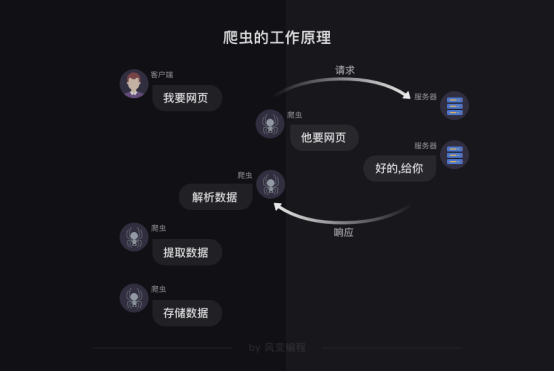 爬虫的工作原理
客户端
我要网页
请求
服务器
爬虫
他要网页
服务器
好的,给你
爬虫
解析数据
响应
爬虫
提取数据
爬虫
存储数据
by 风变编程